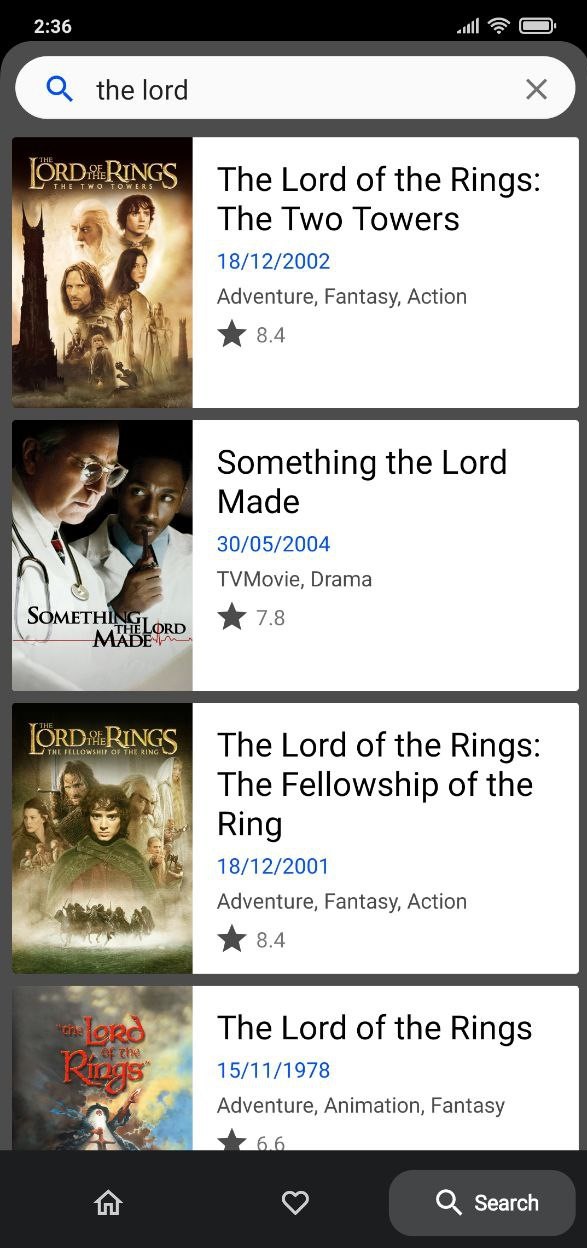 2:36
the lord
THE
LORD OF THE RINGS
THE TWO TOWERS
The Lord of the Rings:
The Two Towers
18/12/2002
Adventure, Fantasy, Action
8.4
SOMETHING
THE LORD
MADE
Something the Lord
Made
30/05/2004
TVMovie, Drama
7.8
THE
LORD OF THE RINGS
THE FELLOWSHIP OF THE RING
The Lord of the Rings:
The Fellowship of the
Ring
18/12/2001
Adventure, Fantasy, Action
8.4
"the Lord
of the
Rings"
The Lord of the Rings
15/11/1978
Adventure, Animation, Fantasy
6.6
Search